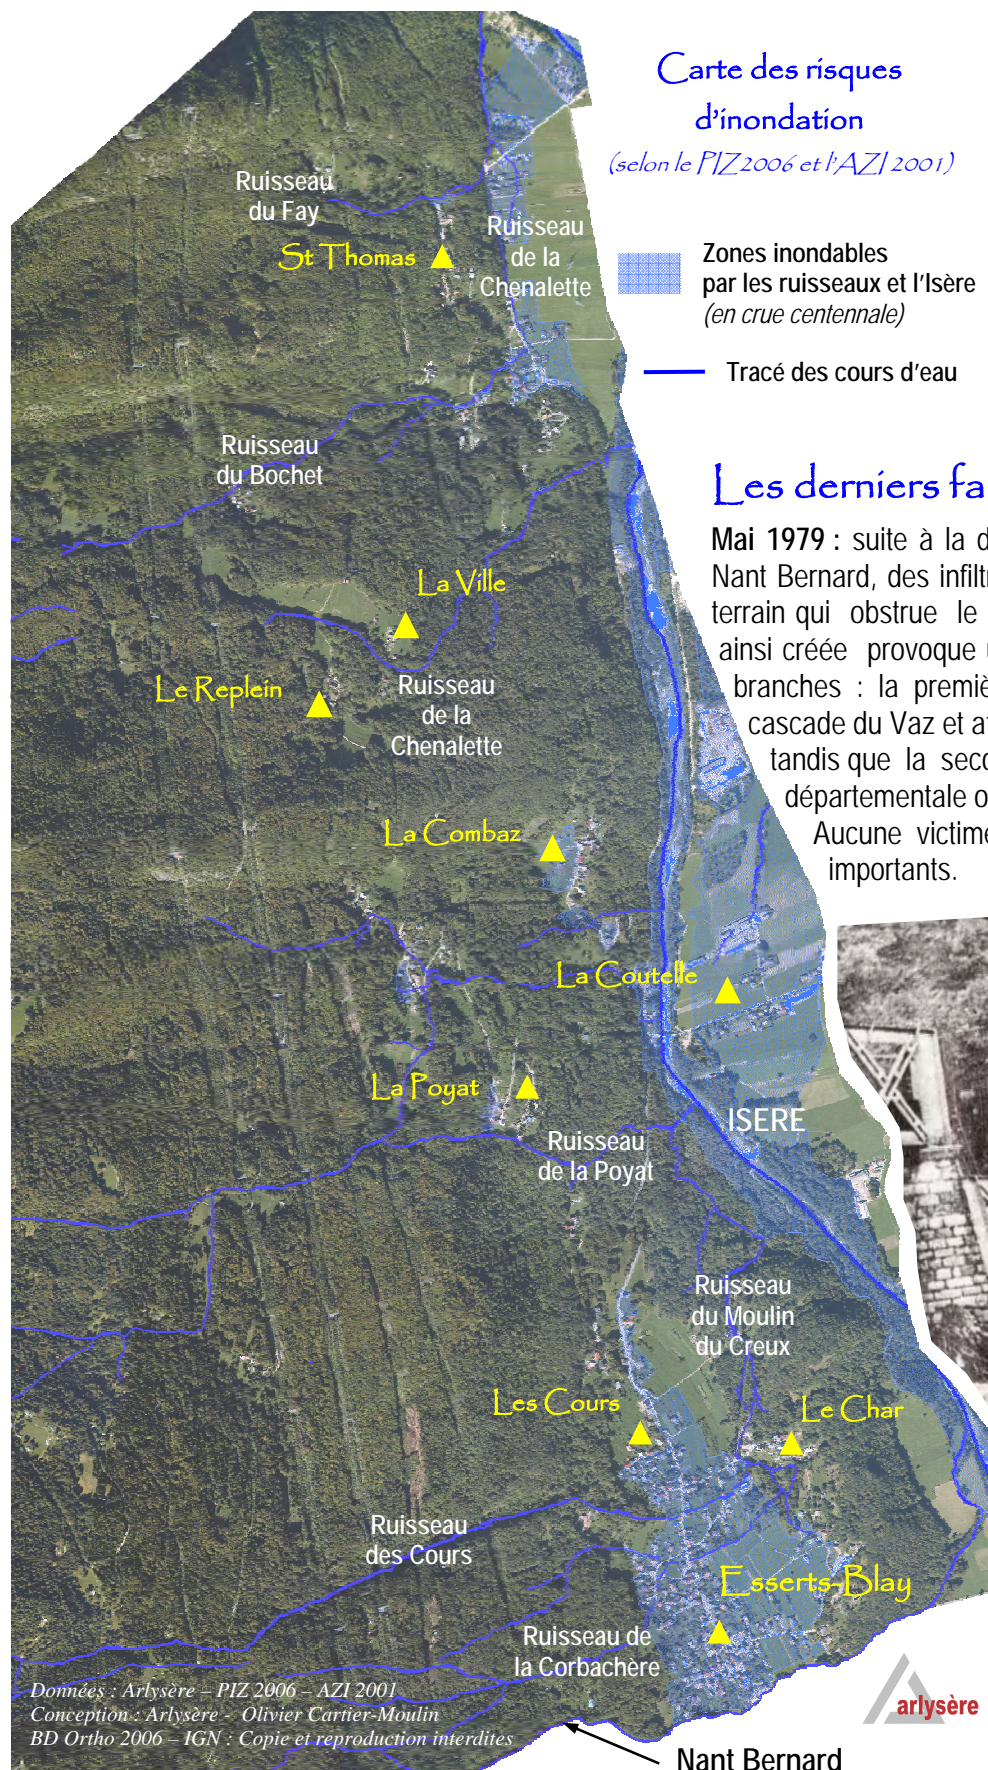 Carte des risques
d'inondation
(selon le PIZ2006 et l'AZI 2001)
Zones inondables
par les ruisseaux et l'Isère
(en crue centennale)
Tracé des cours d'eau
Ruisseau
du Fay
St Thomas
Ruisseau
de la
Chenalette
Ruisseau
du Bochet
Les derniers fa
Mai 1979 : suite à la d
Nant Bernard, des infiltr
terrain qui obstrue le
ainsi créée provoque u
branches : la premiè
cascade du Vaz et at
tandis que la seco
départementale o
Aucune victime
importants.
La Ville
Le Replein
Ruisseau
de la
Chenalette
La Combaz
La Coutelle
La Poyat
ISERE
Ruisseau
de la Poyat
Ruisseau
du Moulin
du Creux
Les Cours
Le Char
Ruisseau
des Cours
Esserts-Blay
Ruisseau de
la Corbachère
Données : Arlysère – PIZ 2006 – AZI 2001
Conception : Arlysère – Olivier Cartier-Moulin
BD Ortho 2006 – IGN : Copie et reproduction interdites
arlysère
Nant Bernard